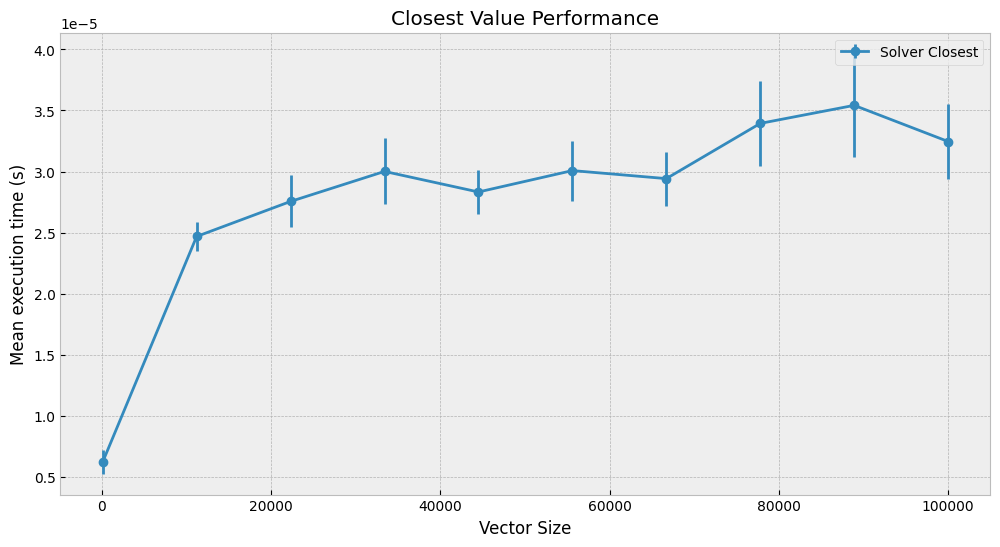 Closest Value Performance
1e−5
Solver Closest
4.0
3.5
3.0
2.5
2.0
1.5
1.0
0.5
Mean execution time (s)
0 20000 40000 60000 80000 100000
Vector Size